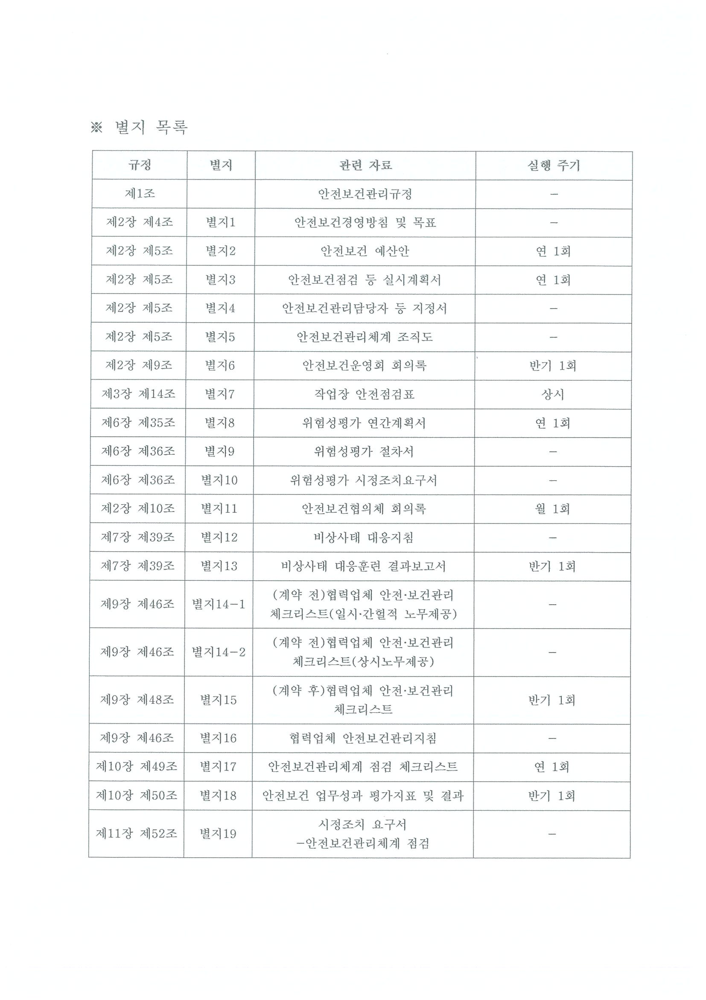 ※ 별지 목록
규정 별지 관련 자료 실행 주기
제1조 안전보건관리규정 −
제2장 제4조 별지1 안전보건경영방침 및 목표 −
제2장 제5조 별지2 안전보건 예산안 연 1회
제2장 제5조 별지3 안전보건점검 등 실시계획서 연 1회
제2장 제5조 별지4 안전보건관리담당자 등 지정서 −
제2장 제5조 별지5 안전보건관리체계 조직도 −
제2장 제9조 별지6 안전보건운영회 회의록 반기 1회
제3장 제14조 별지7 작업장 안전점검표 상시
제6장 제35조 별지8 위험성평가 연간계획서 연 1회
제6장 제36조 별지9 위험성평가 절차서 −
제6장 제36조 별지10 위험성평가 시정조치요구서 −
제2장 제10조 별지11 안전보건협의체 회의록 월 1회
제7장 제39조 별지12 비상사태 대응지침 −
제7장 제39조 별지13 비상사태 대응훈련 결과보고서 반기 1회
제9장 제46조 별지14−1 (계약 전)협력업체 안전·보건관리
체크리스트(일시·간헐적 노무제공) −
제9장 제46조 별지14−2 (계약 전)협력업체 안전·보건관리
체크리스트(상시노무제공) −
제9장 제48조 별지15 (계약 후)협력업체 안전·보건관리
체크리스트 반기 1회
제9장 제46조 별지16 협력업체 안전보건관리지침 −
제10장 제49조 별지17 안전보건관리체계 점검 체크리스트 연 1회
제10장 제50조 별지18 안전보건 업무성과 평가지표 및 결과 반기 1회
제11장 제52조 별지19 시정조치 요구서
−안전보건관리체계 점검 −